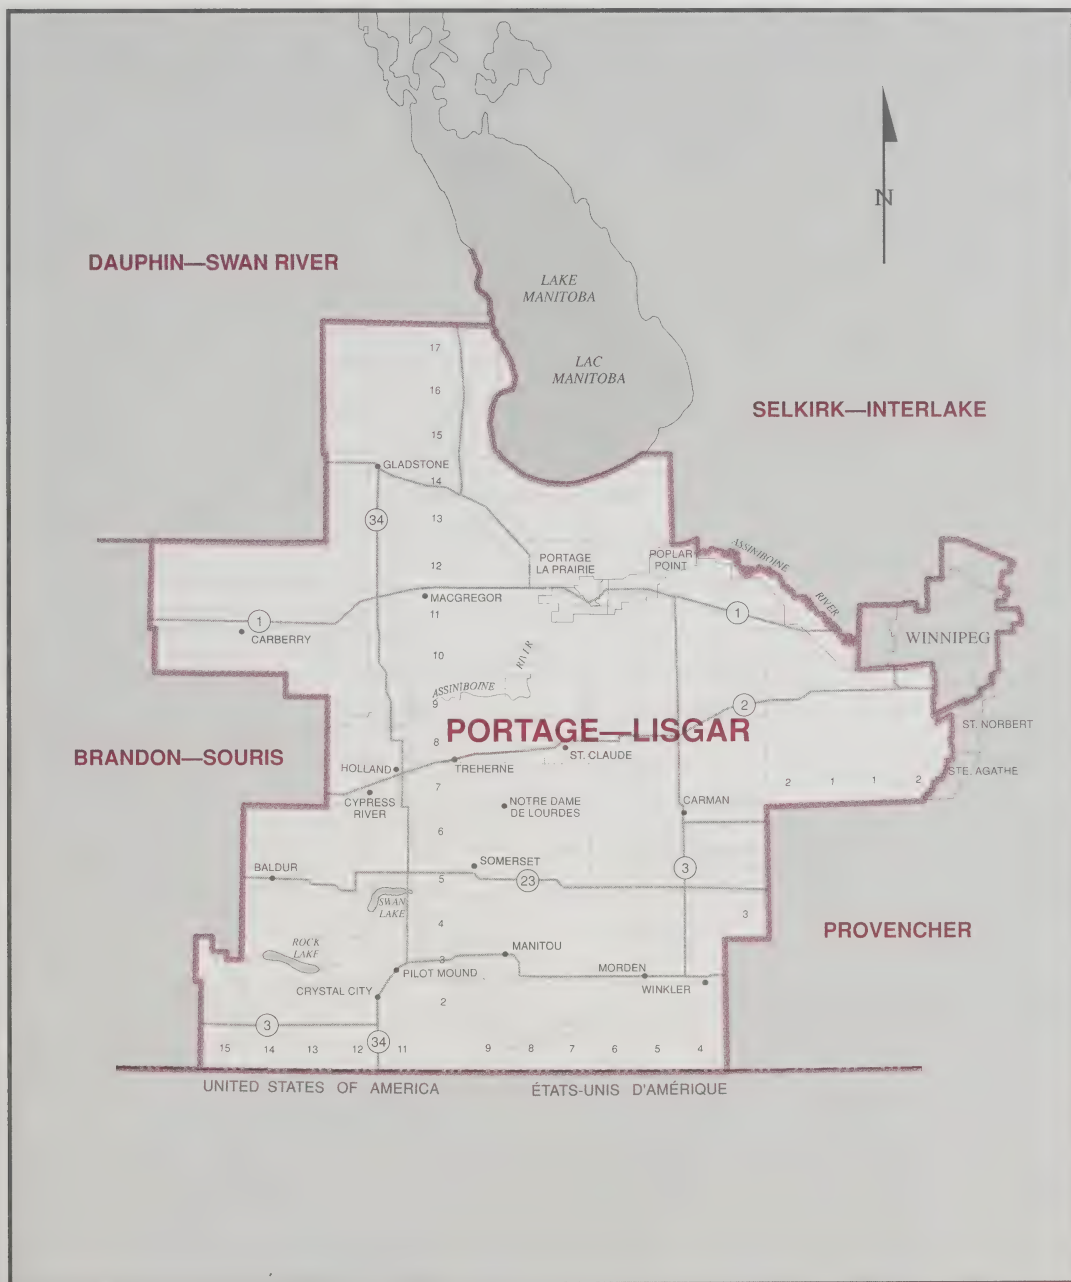 N
DAUPHIN—SWAN RIVER
LAKE
MANITOBA
LAC
MANITOBA
SELKIRK—INTERLAKE
17
16
15
GLADSTONE
14
34
13
ASSINIBOINE
RIVER
PORTAGE
LA PRAIRIE
POPLAR
POINT
12
MACGREGOR
11
1
CARBERRY
1
WINNIPEG
10
ASSINIBOINE
RIVER
9
2
PORTAGE—LISGAR
ST. NORBERT
8
BRANDON—SOURIS
HOLLAND
TREHERNE
ST. CLAUDE
STE. AGATHE
2 1 1 2
7
CYPRESS
RIVER
NOTRE DAME
DE LOURDES
CARMAN
6
BALDUR
SOMERSET
3
5
23
SWAN
LAKE
4
3
PROVENCHER
ROCK
LAKE
MANITOU
3
PILOT MOUND
MORDEN
WINKLER
CRYSTAL CITY
2
3
34
15 14 13 12 11 9 8 7 6 5 4
UNITED STATES OF AMERICA
ÉTATS-UNIS D'AMÉRIQUE